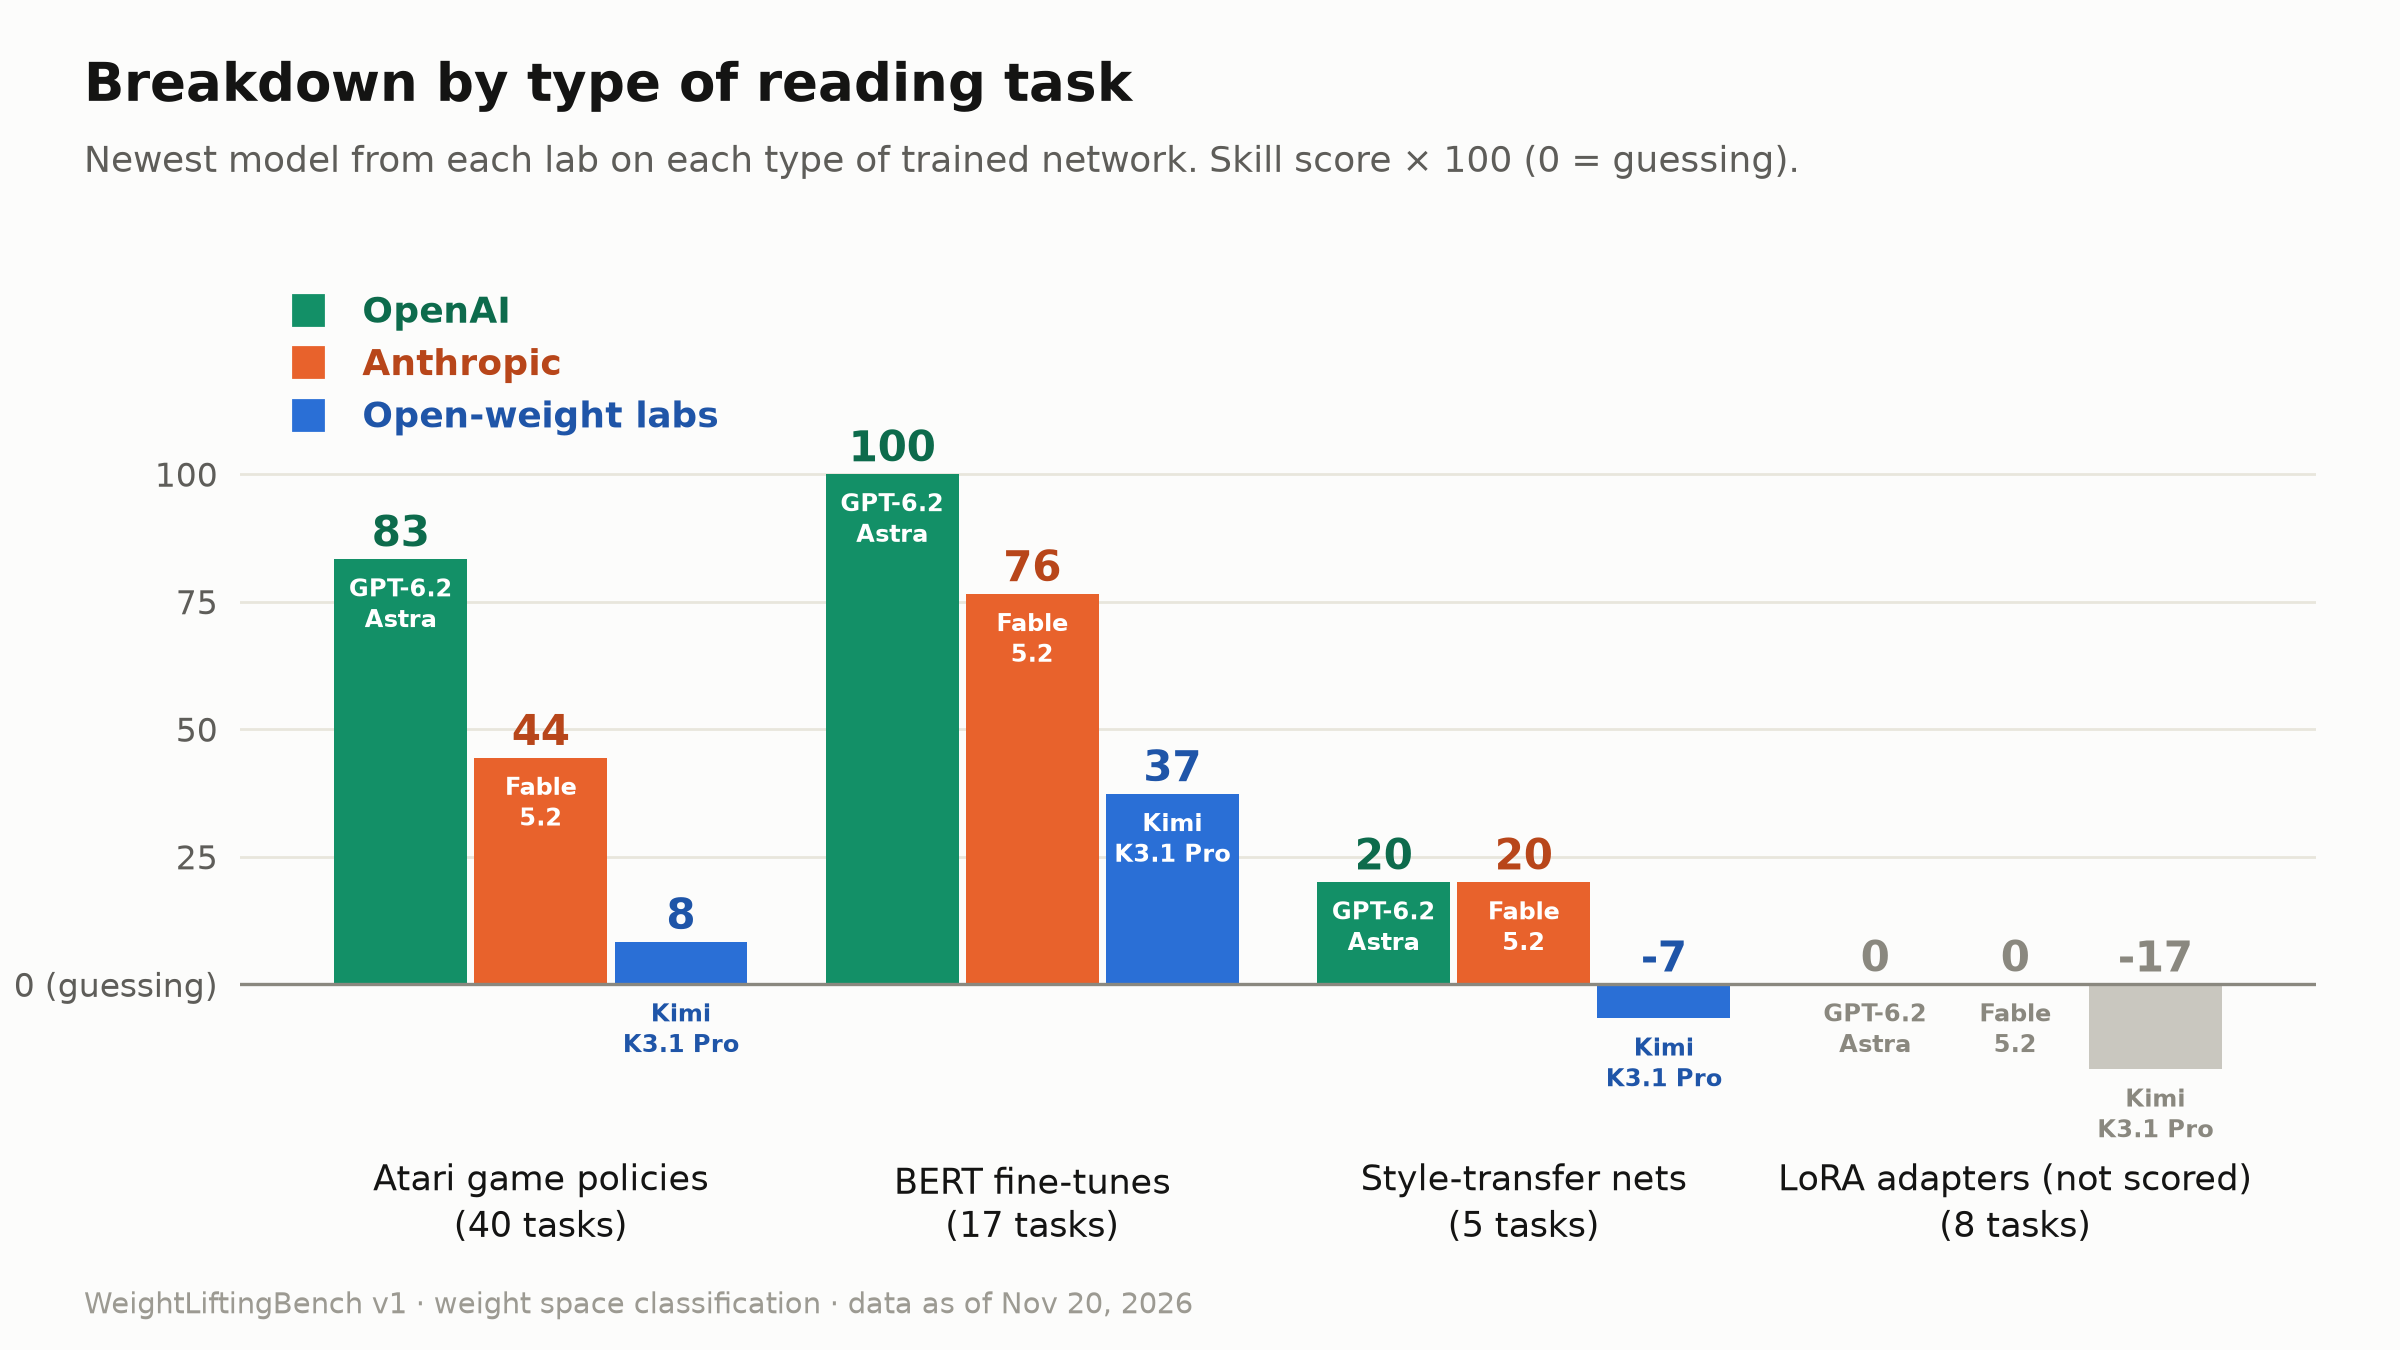 Breakdown by type of reading task
Newest model from each lab on each type of trained network. Skill score × 100 (0 = guessing).
OpenAI
Anthropic
Open-weight labs
100
75
50
25
0 (guessing)
83
GPT-6.2
Astra
44
Fable
5.2
8
Kimi
K3.1 Pro
Atari game policies
(40 tasks)
100
GPT-6.2
Astra
76
Fable
5.2
37
Kimi
K3.1 Pro
BERT fine-tunes
(17 tasks)
20
GPT-6.2
Astra
20
Fable
5.2
-7
Kimi
K3.1 Pro
Style-transfer nets
(5 tasks)
0
GPT-6.2
Astra
0
Fable
5.2
-17
Kimi
K3.1 Pro
LoRA adapters (not scored)
(8 tasks)
WeightLiftingBench v1 · weight space classification · data as of Nov 20, 2026